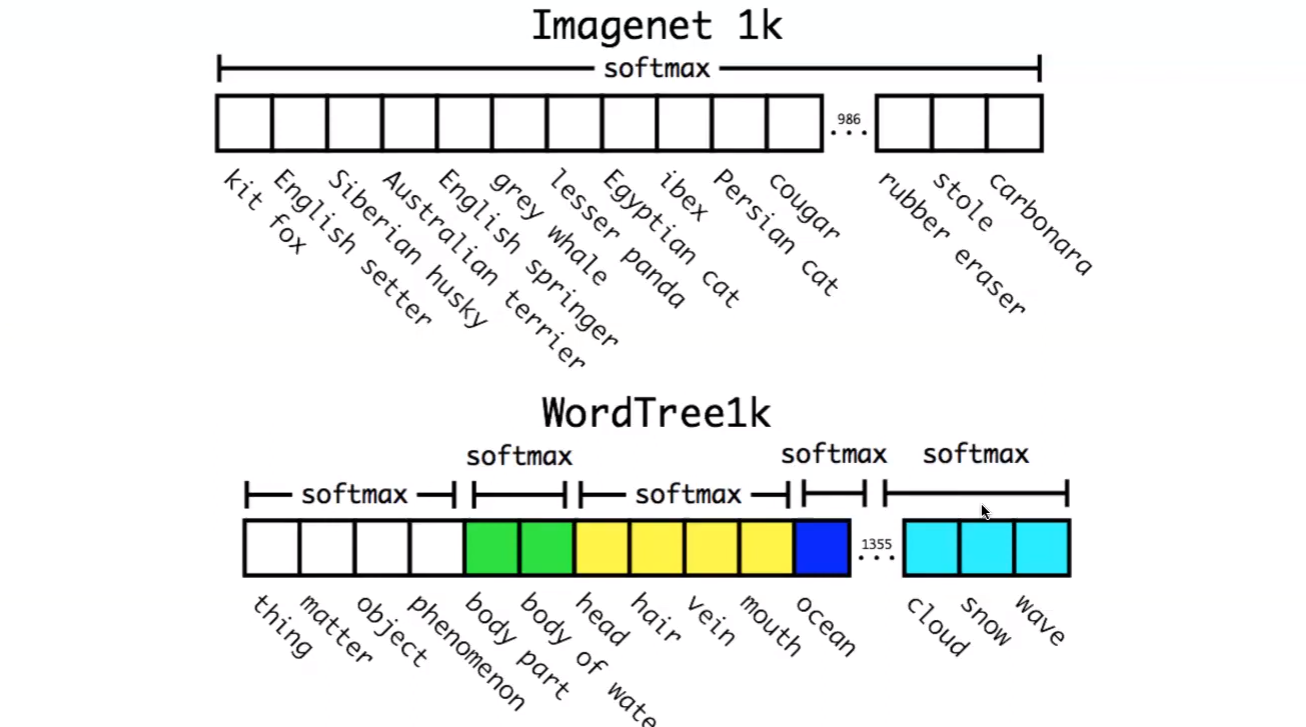 Imagenet 1k
softmax
986
kit fox
English setter
Siberian husky
Australian terrier
English springer
grey whale
lesser panda
Egyptian cat
ibex
Persian cat
cougar
rubber eraser
stole
carbonara
WordTree1k
softmax
softmax
softmax
softmax
softmax
1355
thing
matter
object
phenomenon
body part
body of wate
head
hair
vein
mouth
ocean
cloud
snow
wave